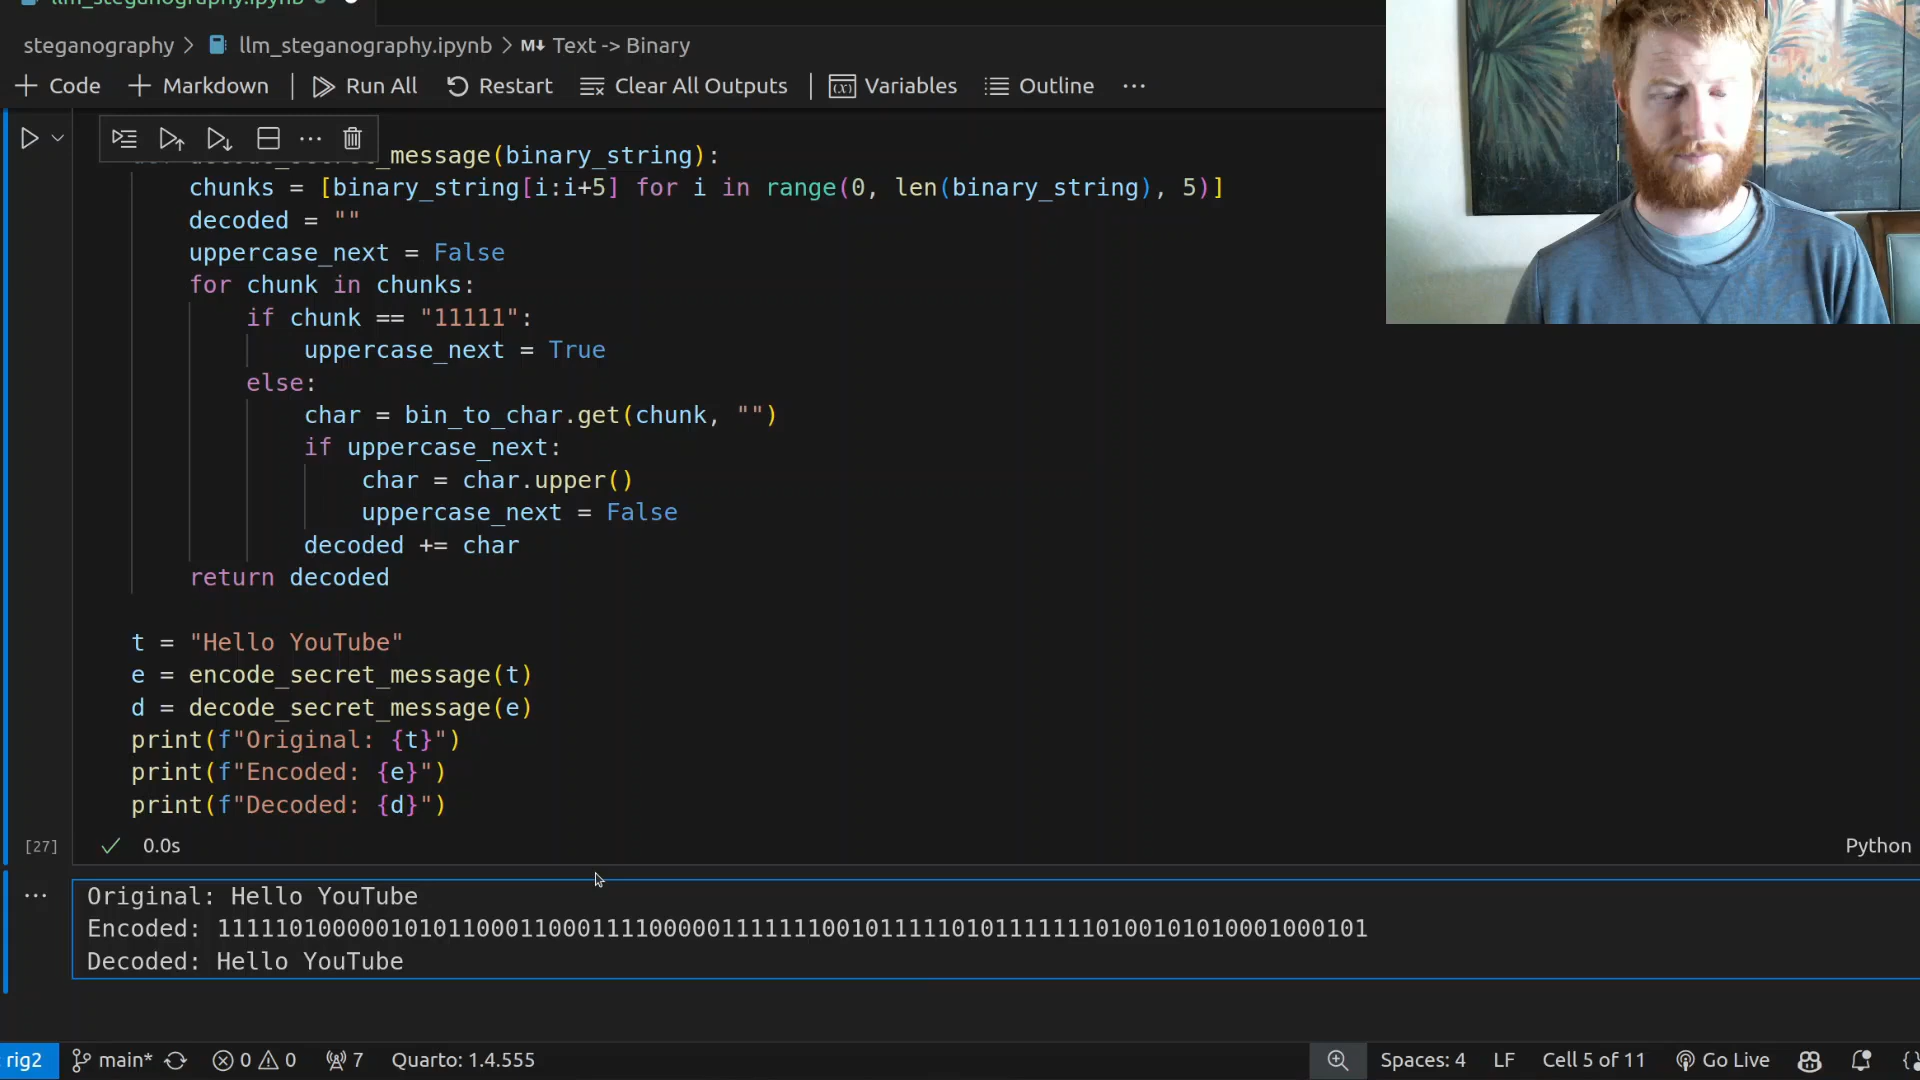 llm_steganography.ipynb
steganography > llm_steganography.ipynb > M↓ Text -> Binary
+ Code + Markdown | Run All Restart Clear All Outputs | Variables Outline ...
message(binary_string):
chunks = [binary_string[i:i+5] for i in range(0, len(binary_string), 5)]
decoded = ""
uppercase_next = False
for chunk in chunks:
if chunk == "11111":
uppercase_next = True
else:
char = bin_to_char.get(chunk, "")
if uppercase_next:
char = char.upper()
uppercase_next = False
decoded += char
return decoded
t = "Hello YouTube"
e = encode_secret_message(t)
d = decode_secret_message(e)
print(f"Original: {t}")
print(f"Encoded: {e}")
print(f"Decoded: {d}")
[27] ✓ 0.0s Python
Original: Hello YouTube
Encoded: 11111010000010101100011000111100000111111100101111101011111110100101010001000101
Decoded: Hello YouTube
rig2 main* 0 0 7 Quarto: 1.4.555 Spaces: 4 LF Cell 5 of 11 Go Live